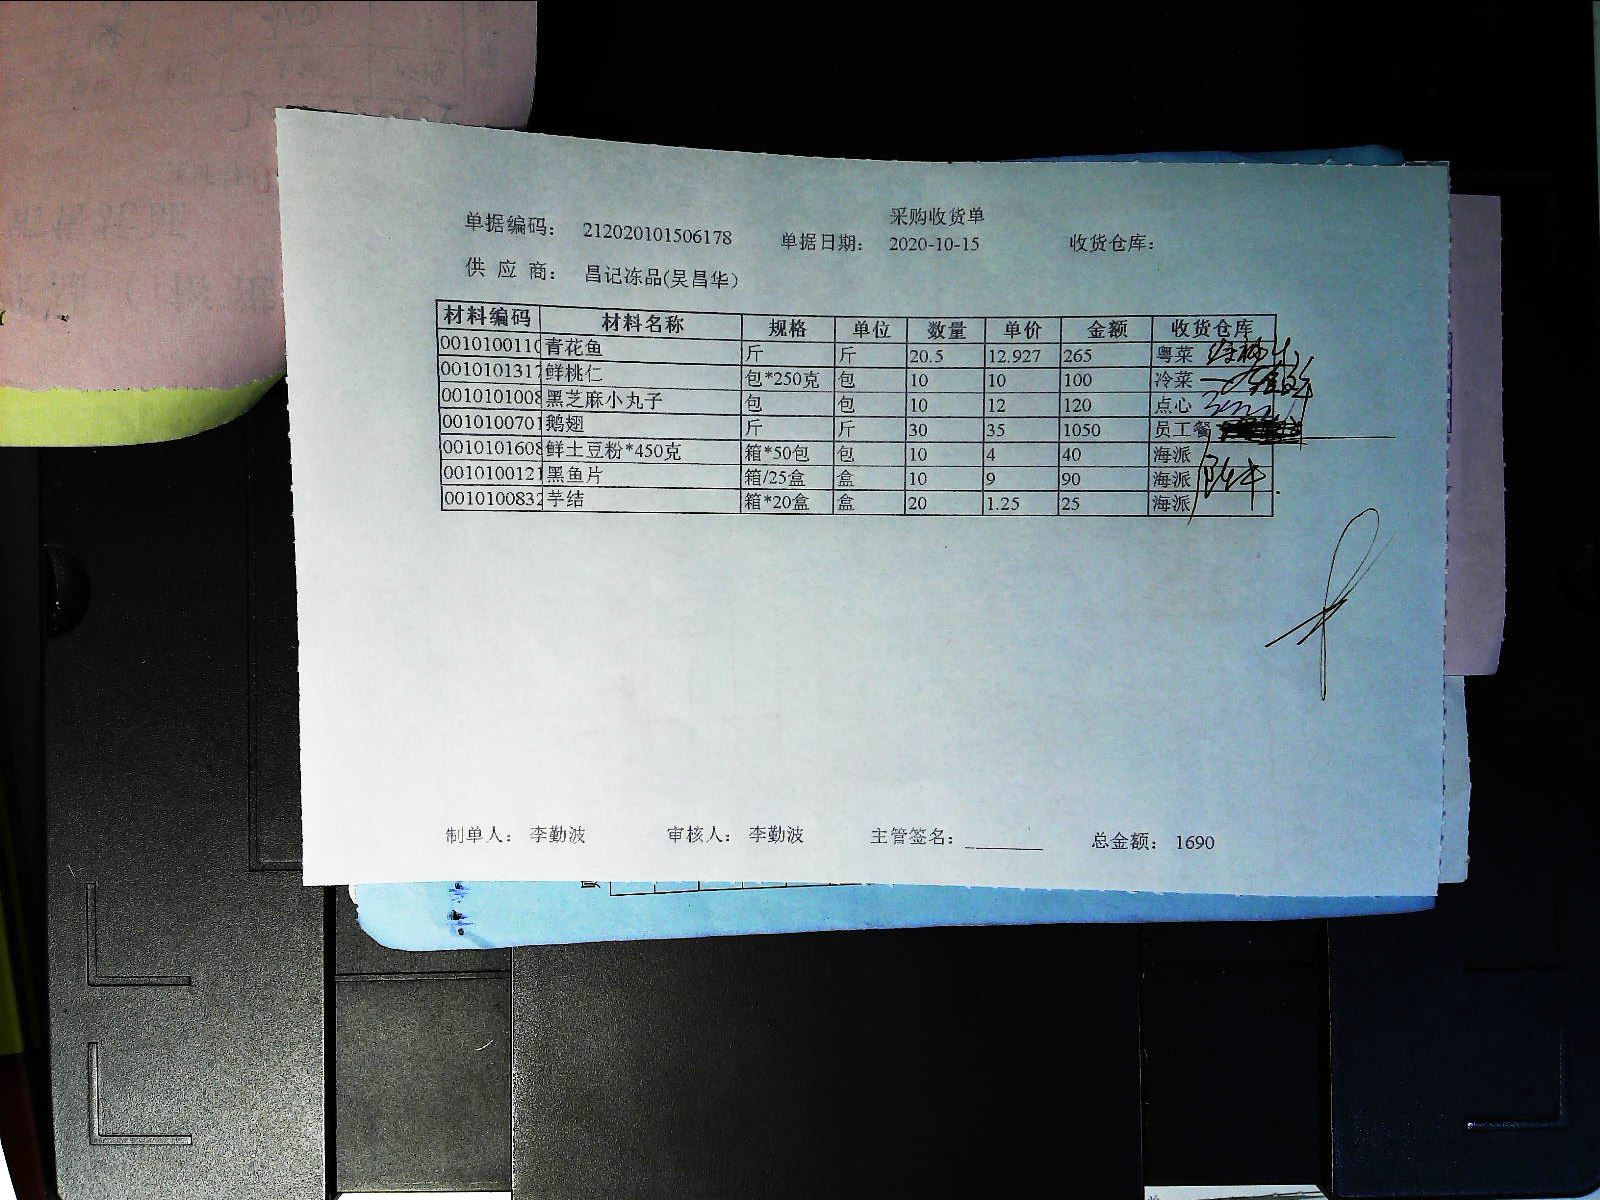 采购收货单
单据编码： 212020101506178 单据日期： 2020-10-15 收货仓库：
供 应 商： 昌记冻品(吴昌华）
材料编码 材料名称 规格 单位 数量 单价 金额 收货仓库
0010100110 青花鱼 斤 斤 20.5 12.927 265 粤菜
0010101317 鲜桃仁 包*250克 包 10 10 100 冷菜
0010101008 黑芝麻小丸子 包 包 10 12 120 点心
0010100701 鹅翅 斤 斤 30 35 1050 员工餐
0010101608 鲜土豆粉*450克 箱*50包 包 10 4 40 海派
0010100121 黑鱼片 箱/25盒 盒 10 9 90 海派
0010100832 芋结 箱*20盒 盒 20 1.25 25 海派
制单人： 李勤波 审核人： 李勤波 主管签名： 总金额： 1690